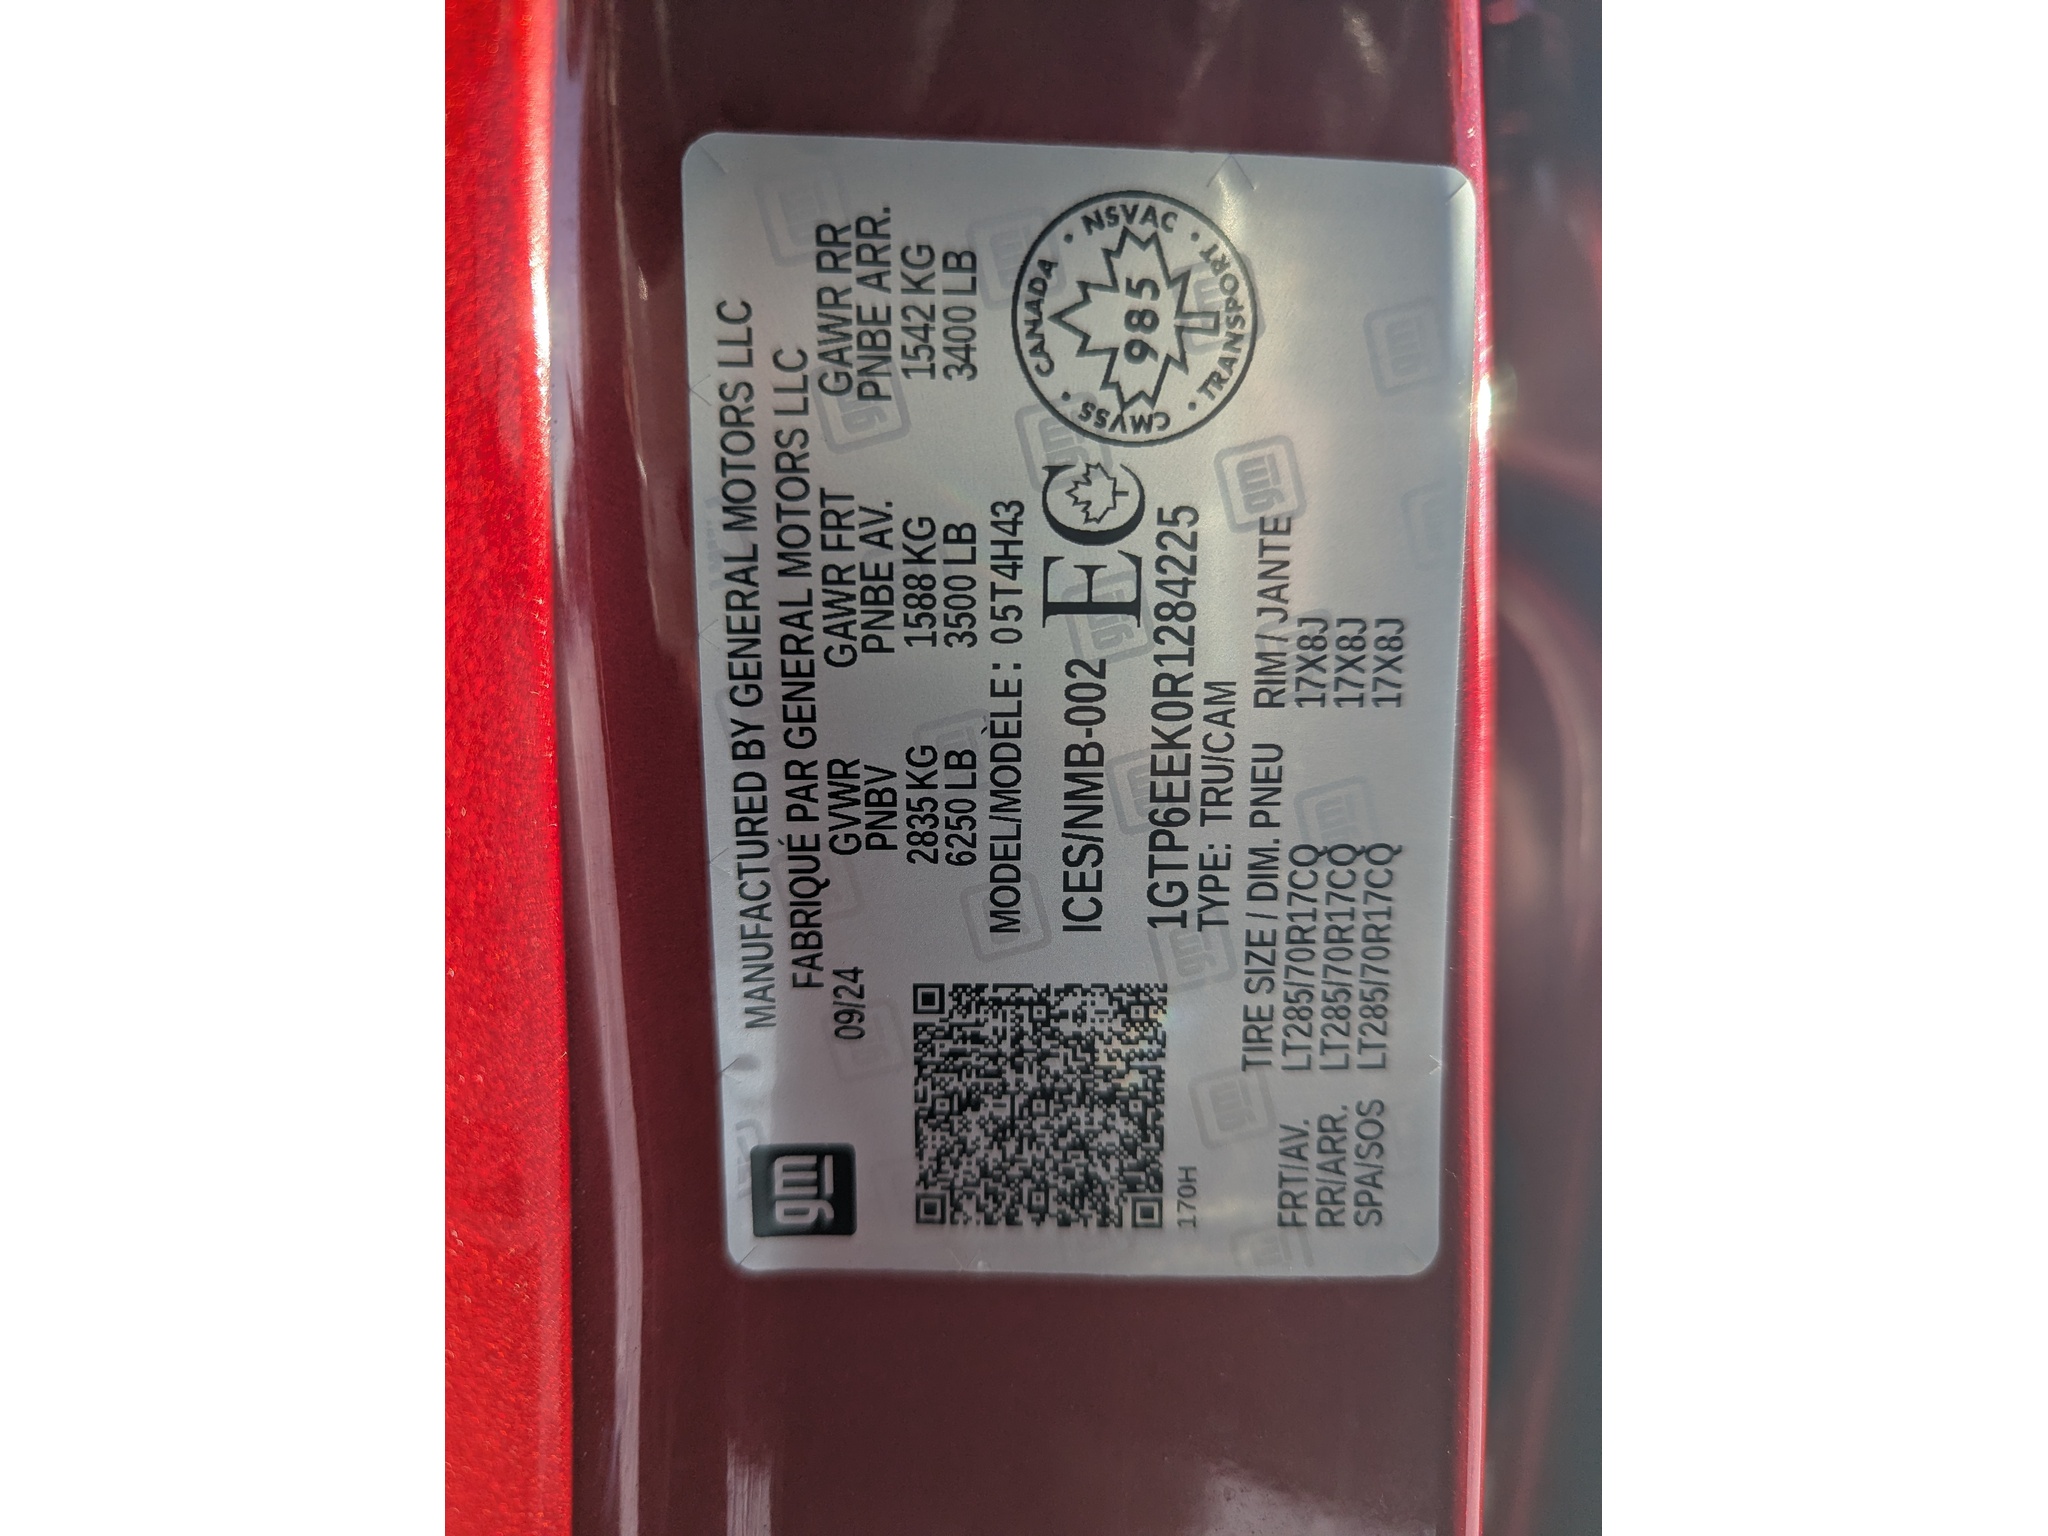 gm
MANUFACTURED BY GENERAL MOTORS LLC
FABRIQUÉ PAR GENERAL MOTORS LLC
09/24
GVWR GAWR FRT GAWR RR
PNBV PNBE AV. PNBE ARR.
2835 KG 1588 KG 1542 KG
6250 LB 3500 LB 3400 LB
MODEL/MODÈLE : 05T4H43
ICES/NMB-002 EC
CANADA · NSVAC · TRANSPORT · CMVSS ·
985
1GTP6EEK0R1284225
170H
TYPE: TRU/CAM
TIRE SIZE / DIM. PNEU RIM / JANTE
FRT/AV. LT285/70R17CQ 17X8J
RR/ARR. LT285/70R17CQ 17X8J
SPA/SOS LT285/70R17CQ 17X8J